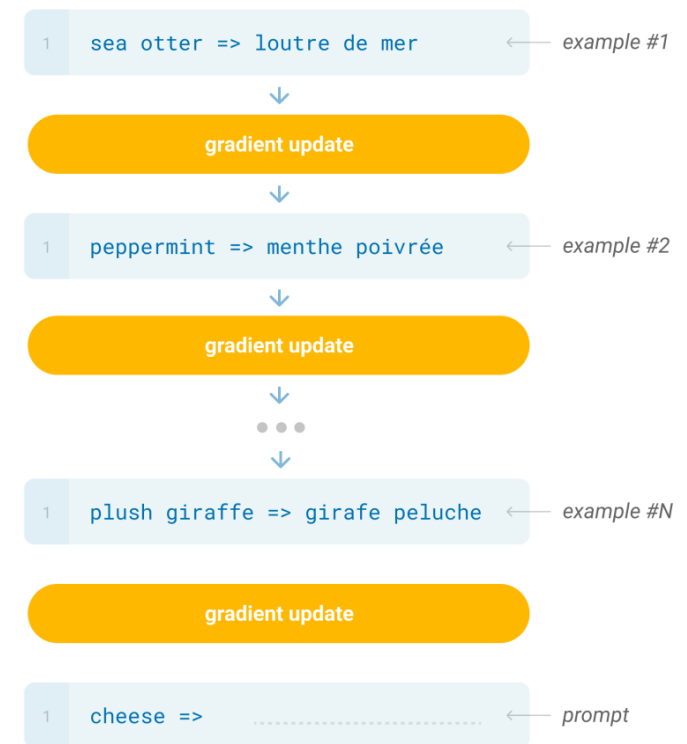 1 sea otter => loutre de mer example #1
gradient update
1 peppermint => menthe poivrée example #2
gradient update
1 plush giraffe => girafe peluche example #N
gradient update
1 cheese => prompt